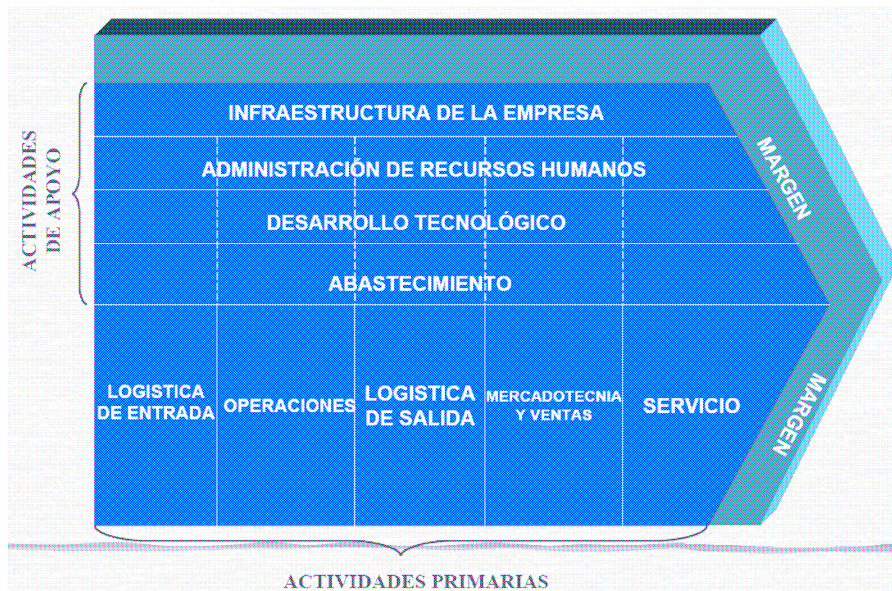 INFRAESTRUCTURA DE LA EMPRESA
ADMINISTRACIÓN DE RECURSOS HUMANOS
DESARROLLO TECNOLÓGICO
ABASTECIMIENTO
ACTIVIDADES
DE APOYO
MARGEN
LOGISTICA
DE ENTRADA
OPERACIONES
LOGISTICA
DE SALIDA
MERCADOTECNIA
Y VENTAS
SERVICIO
MARGEN
ACTIVIDADES PRIMARIAS